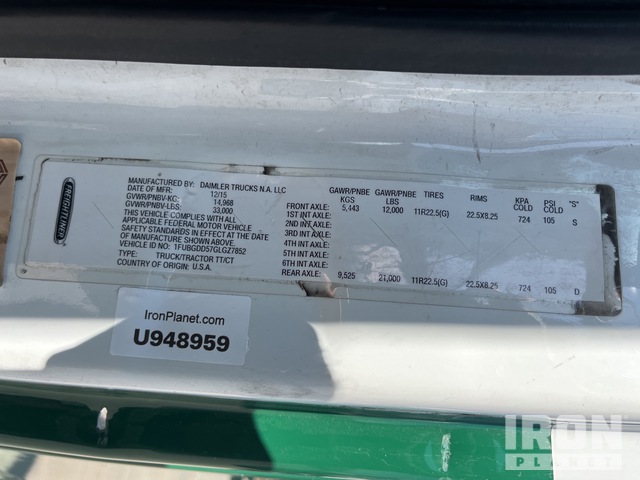 FREIGHTLINER
MANUFACTURED BY: DAIMLER TRUCKS N.A. LLC
DATE OF MFR: 12/15
GVWR/PNBV-KG: 14,968
GVWR/PNBV-LBS: 33,000
THIS VEHICLE COMPLIES WITH ALL APPLICABLE
FEDERAL MOTOR VEHICLE
SAFETY STANDARDS IN EFFECT AT THE DATE
OF MANUFACTURE SHOWN ABOVE.
VEHICLE ID NO: 1FUBGDD57GLGZ7852
TYPE: TRUCK/TRACTOR TT/CT
COUNTRY OF ORIGIN: U.S.A.
GAWR/PNBE KGS GAWR/PNBE LBS TIRES RIMS KPA COLD PSI COLD "S"
FRONT AXLE: 5,443 12,000 11R22.5(G) 22.5X8.25 724 105 S
1ST INT AXLE:
2ND INT AXLE:
3RD INT AXLE:
4TH INT AXLE:
5TH INT AXLE:
6TH INT AXLE:
REAR AXLE: 9,525 21,000 11R22.5(G) 22.5X8.25 724 105 D
IronPlanet.com
U948959
IRON
PLANET